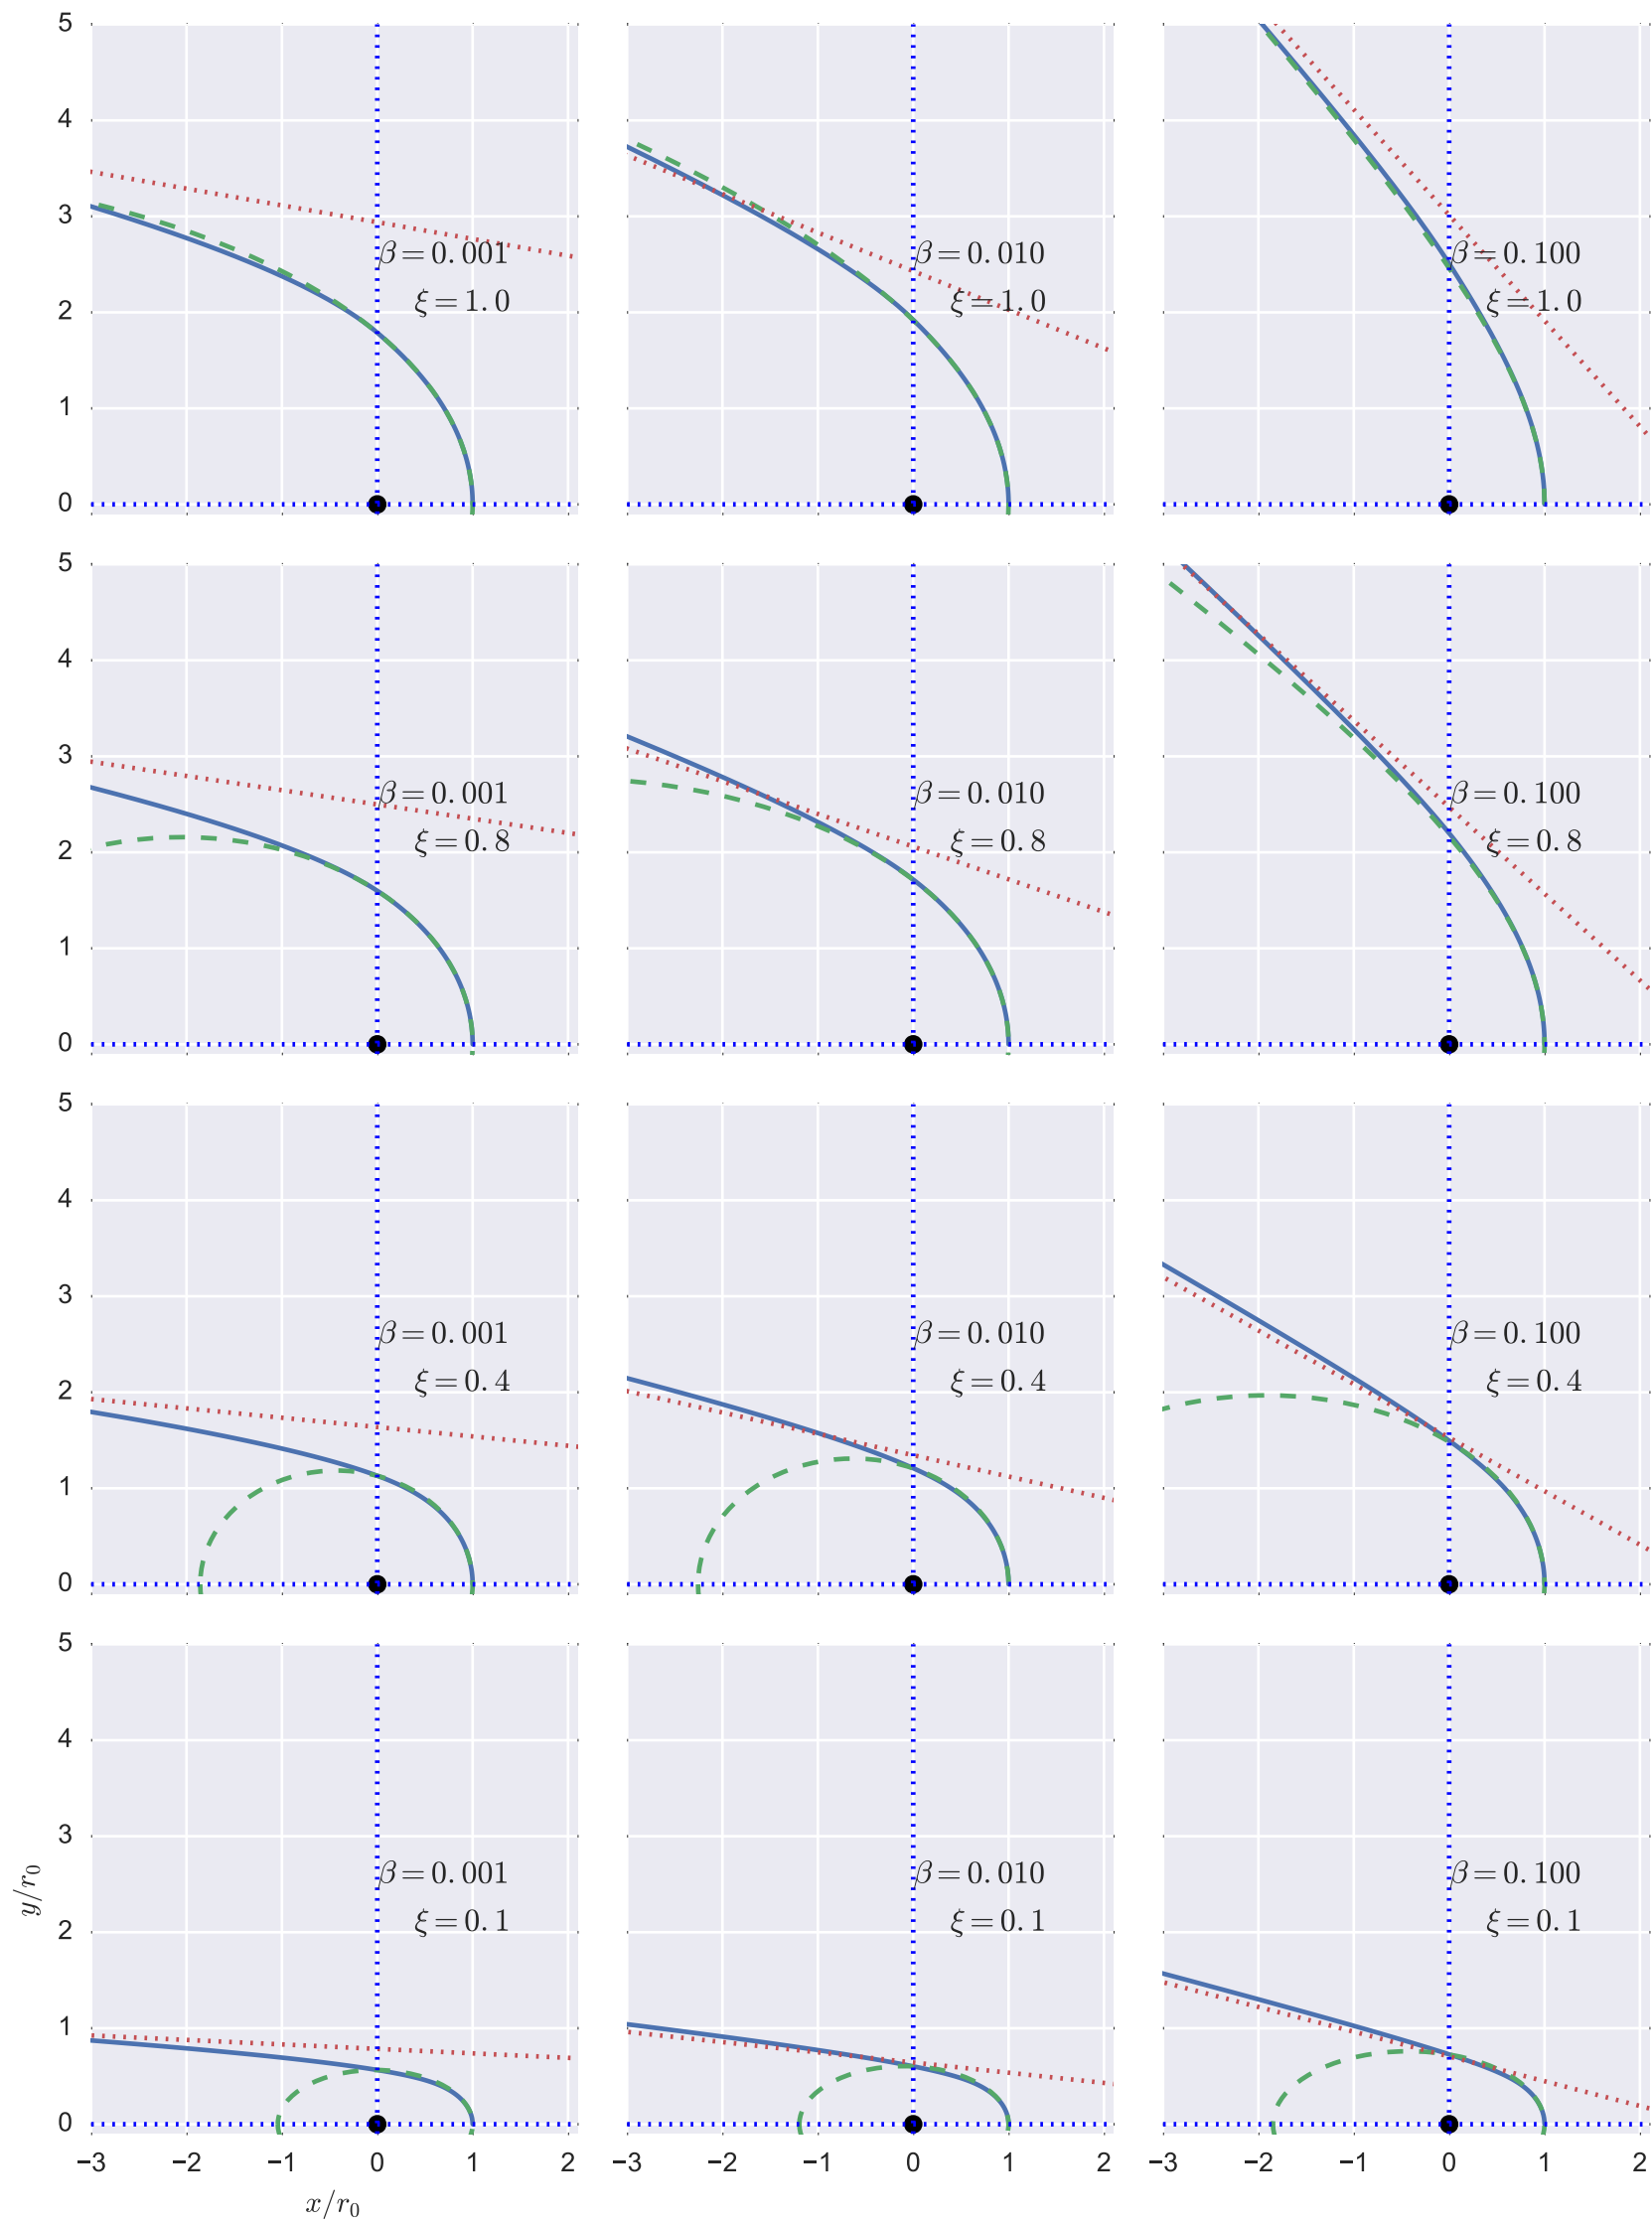 5
4
3
2
1
0
β = 0.001
ξ = 1.0
β = 0.010
ξ = 1.0
β = 0.100
ξ = 1.0
5
4
3
2
1
0
β = 0.001
ξ = 0.8
β = 0.010
ξ = 0.8
β = 0.100
ξ = 0.8
5
4
3
2
1
0
β = 0.001
ξ = 0.4
β = 0.010
ξ = 0.4
β = 0.100
ξ = 0.4
5
4
3
2
1
0
y/r₀
β = 0.001
ξ = 0.1
β = 0.010
ξ = 0.1
β = 0.100
ξ = 0.1
−3 −2 −1 0 1 2
−3 −2 −1 0 1 2
−3 −2 −1 0 1 2
x/r₀